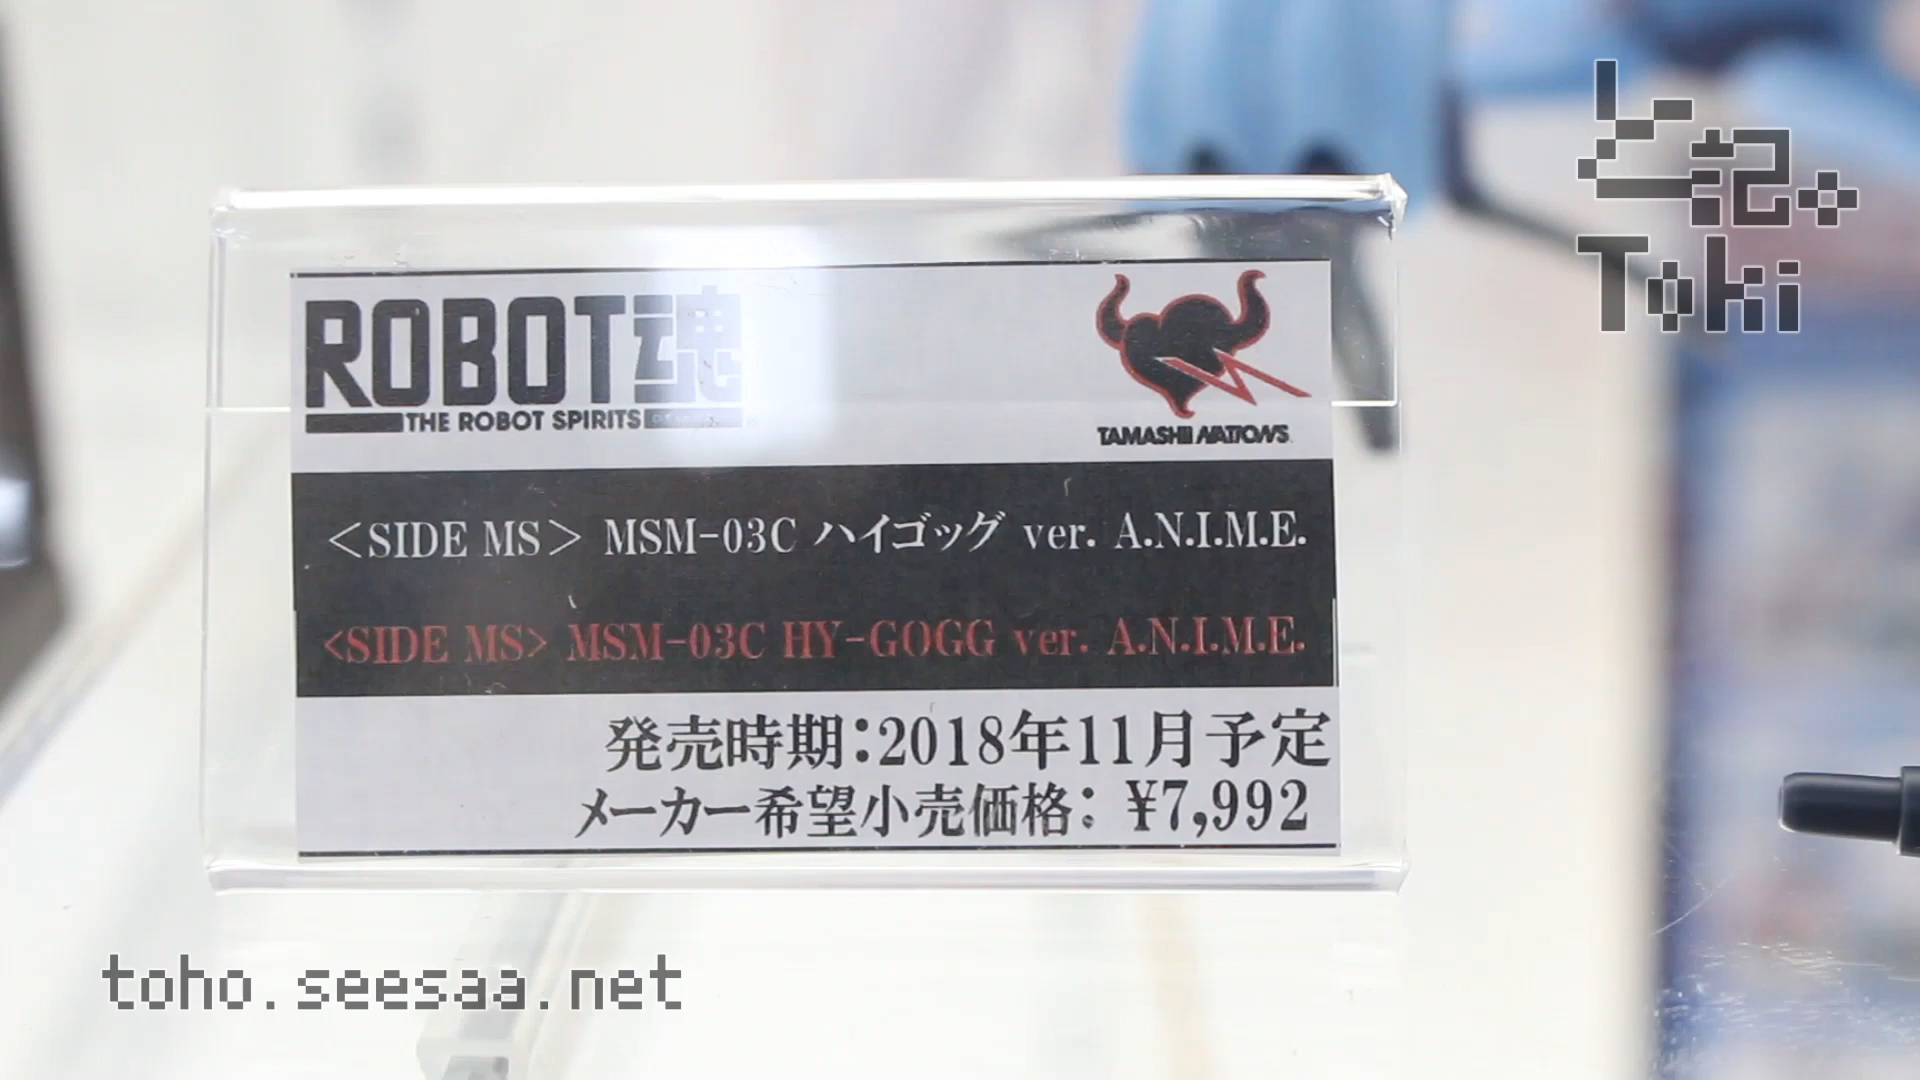 と記。
Toki
ROBOT魂
THE ROBOT SPIRITS
TAMASHII NATIONS
＜SIDE MS＞ MSM-03C ハイゴッグ ver. A.N.I.M.E.
<SIDE MS> MSM-03C HY-GOGG ver. A.N.I.M.E.
発売時期：2018年11月予定
メーカー希望小売価格：￥7,992
toho.seesaa.net